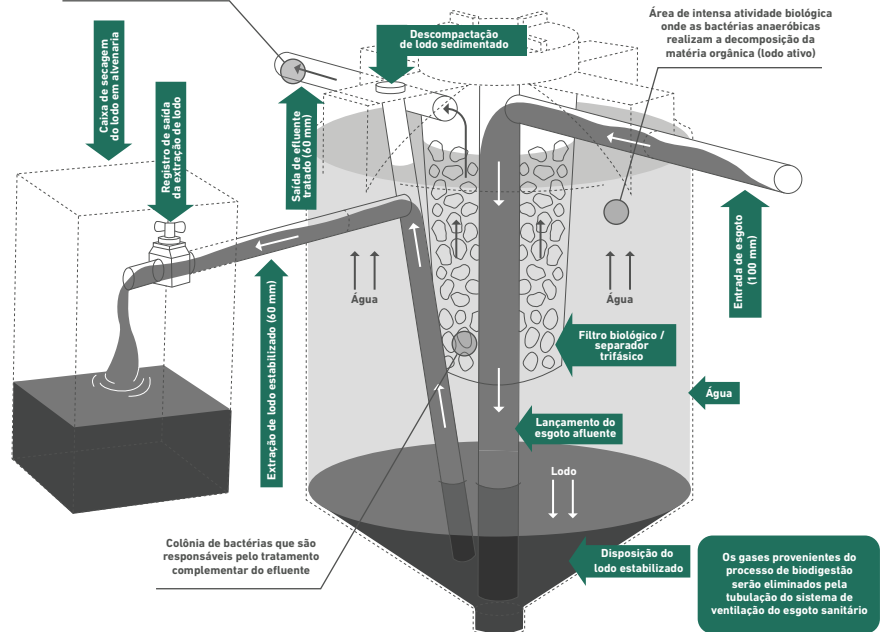 Área de intensa atividade biológica
onde as bactérias anaeróbicas
realizam a decomposição da
matéria orgânica (lodo ativo)
Descompactação
de lodo sedimentado
Caixa de secagem
do lodo em alvenaria
Registro de saída
da extração de lodo
Saída de efluente
tratado (60 mm)
Entrada de esgoto
(100 mm)
Extração de lodo estabilizado (60 mm)
Água
Água
Filtro biológico /
separador
trifásico
Água
Lançamento do
esgoto afluente
Lodo
Colônia de bactérias que são
responsáveis pelo tratamento
complementar do efluente
Disposição do
lodo estabilizado
Os gases provenientes do
processo de biodigestão
serão eliminados pela
tubulação do sistema de
ventilação do esgoto sanitário